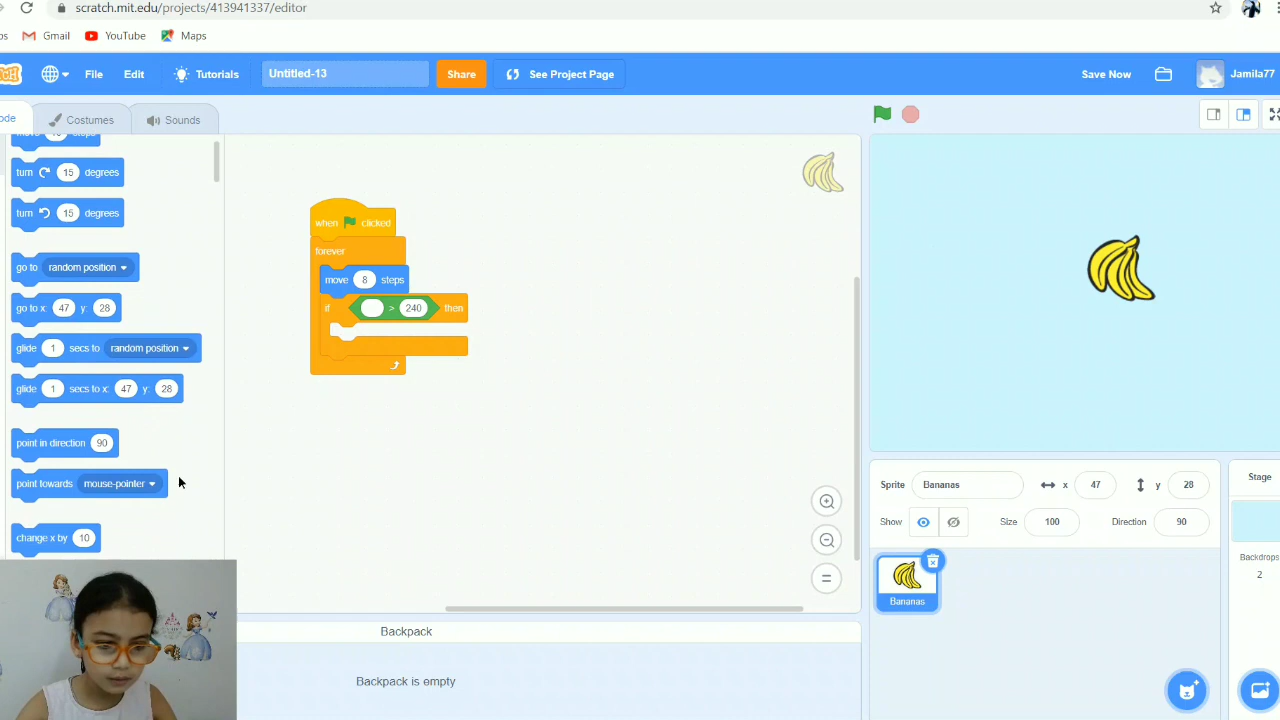 scratch.mit.edu/projects/413941337/editor
Gmail YouTube Maps
File Edit Tutorials Untitled-13 Share See Project Page Save Now Jamila77
Costumes Sounds
turn 15 degrees
turn 15 degrees
go to random position
go to x: 47 y: 28
glide 1 secs to random position
glide 1 secs to x: 47 y: 28
point in direction 90
point towards mouse-pointer
change x by 10
when clicked
forever
move 8 steps
if > 240 then
Backpack
Backpack is empty
Sprite Bananas x 47 y 28
Show Size 100 Direction 90
Bananas
Stage
Backdrops
2